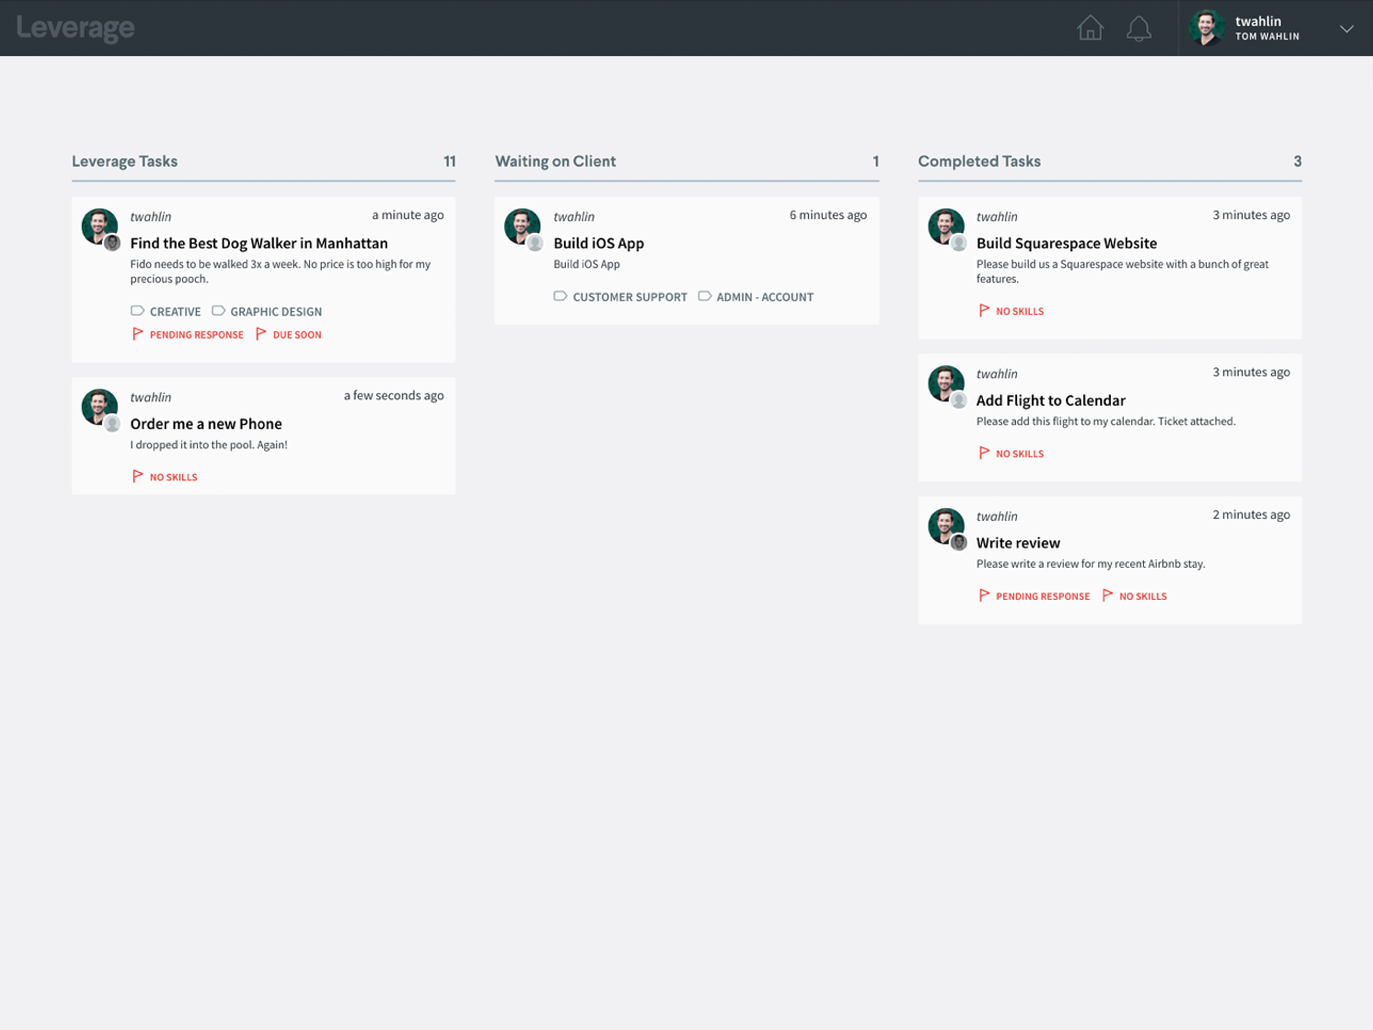 Leverage
twahlin
TOM WAHLIN
Leverage Tasks 11
twahlin a minute ago
Find the Best Dog Walker in Manhattan
Fido needs to be walked 3x a week. No price is too high for my
precious pooch.
CREATIVE GRAPHIC DESIGN
PENDING RESPONSE DUE SOON
twahlin a few seconds ago
Order me a new Phone
I dropped it into the pool. Again!
NO SKILLS
Waiting on Client 1
twahlin 6 minutes ago
Build iOS App
Build iOS App
CUSTOMER SUPPORT ADMIN - ACCOUNT
Completed Tasks 3
twahlin 3 minutes ago
Build Squarespace Website
Please build us a Squarespace website with a bunch of great
features.
NO SKILLS
twahlin 3 minutes ago
Add Flight to Calendar
Please add this flight to my calendar. Ticket attached.
NO SKILLS
twahlin 2 minutes ago
Write review
Please write a review for my recent Airbnb stay.
PENDING RESPONSE NO SKILLS